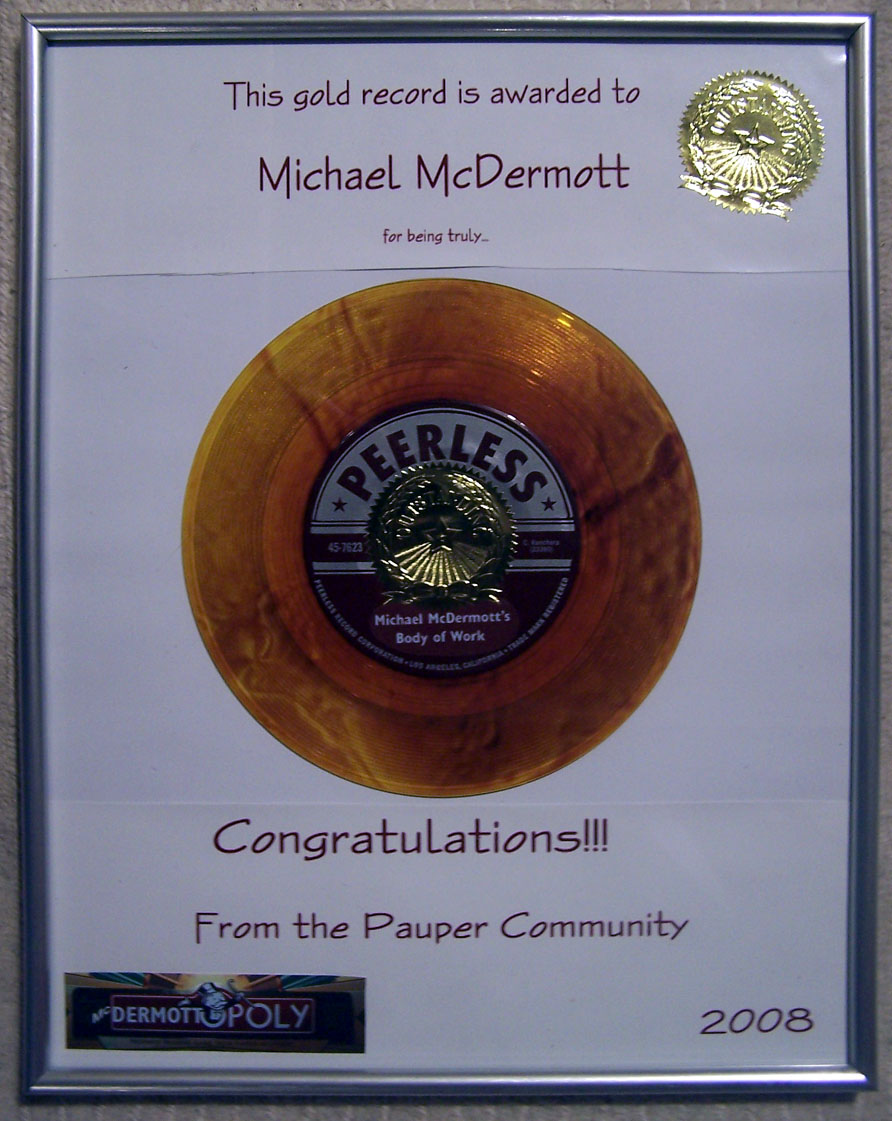 This gold record is awarded to
Michael McDermott
for being truly...
PEERLESS
45-7623
Michael McDermott's
Body of Work
PEERLESS RECORD CORPORATION • LOS ANGELES, CALIFORNIA • TRADE MARK REGISTERED
Congratulations!!!
From the Pauper Community
McDERMOTTOPOLY
2008